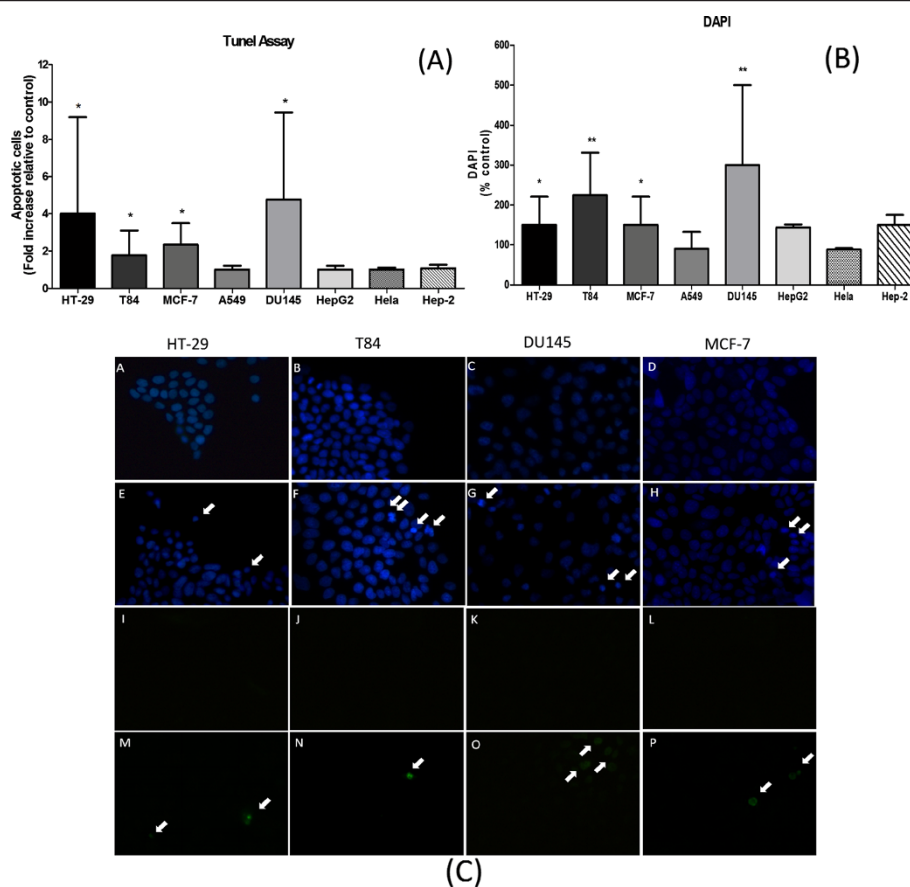 Tunel Assay
(A)
Apoptotic cells
(Fold increase relative to control)
12
10
8
6
4
2
0
*
*
*
*
HT-29 T84 MCF-7 A549 DU145 HepG2 Hela Hep-2
DAPI
(B)
DAPI
(% control)
600
500
400
300
200
100
0
*
**
*
**
HT-29 T84 MCF-7 A549 DU145 HepG2 Hela Hep-2
HT-29 T84 DU145 MCF-7
A B C D
E F G H
I J K L
M N O P
(C)